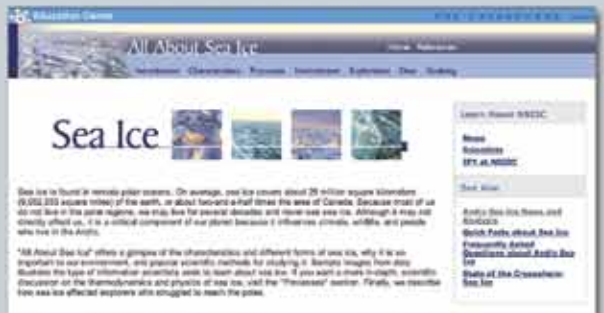 Education Center
All About Sea Ice
Home References
Introduction Characteristics Processes Environment Exploration Data Studying
Sea Ice
Sea ice is found in remote polar oceans. On average, sea ice covers about 25 million square kilometers
(9,652,553 square miles) of the earth, or about two-and-a-half times the area of Canada. Because most of us
do not live in the polar regions, we may live for several decades and never see sea ice. Although it may not
directly affect us, it is a critical component of our planet because it influences climate, wildlife, and people
who live in the Arctic.
"All About Sea Ice" offers a glimpse of the characteristics and different forms of sea ice, why it is so
important to our environment, and popular scientific methods for studying it. Sample images from data
illustrate the type of information scientists seek to learn about sea ice. If you want a more in-depth, scientific
discussion on the thermodynamics and physics of sea ice, visit the "Processes" section. Finally, we describe
how sea ice affected explorers who struggled to reach the poles.
Learn About NSIDC
News
Scientists
SPY at NSIDC
See Also
Arctic Sea Ice News and
Analysis
Quick Facts about Sea Ice
Frequently Asked
Questions about Arctic Sea
Ice
State of the Cryosphere:
Sea Ice